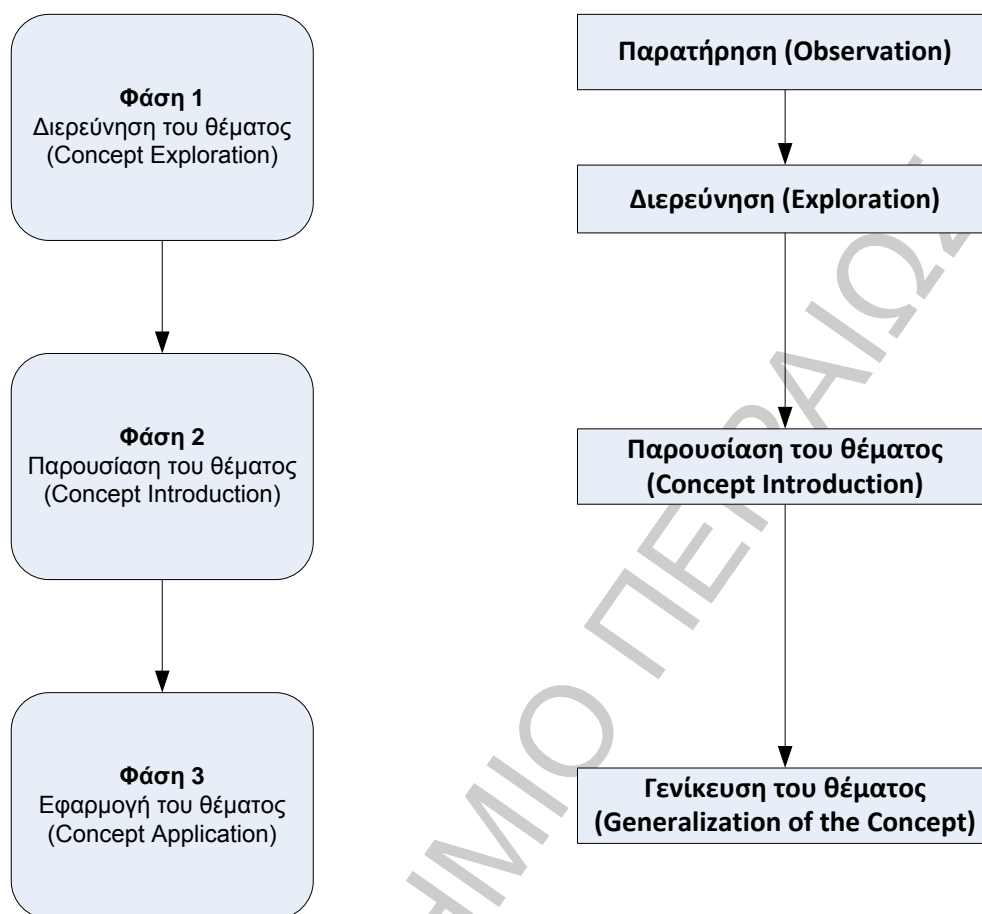 Φάση 1
Διερεύνηση του θέματος
(Concept Exploration)
Φάση 2
Παρουσίαση του θέματος
(Concept Introduction)
Φάση 3
Εφαρμογή του θέματος
(Concept Application)
Παρατήρηση (Observation)
Διερεύνηση (Exploration)
Παρουσίαση του θέματος
(Concept Introduction)
Γενίκευση του θέματος
(Generalization of the Concept)